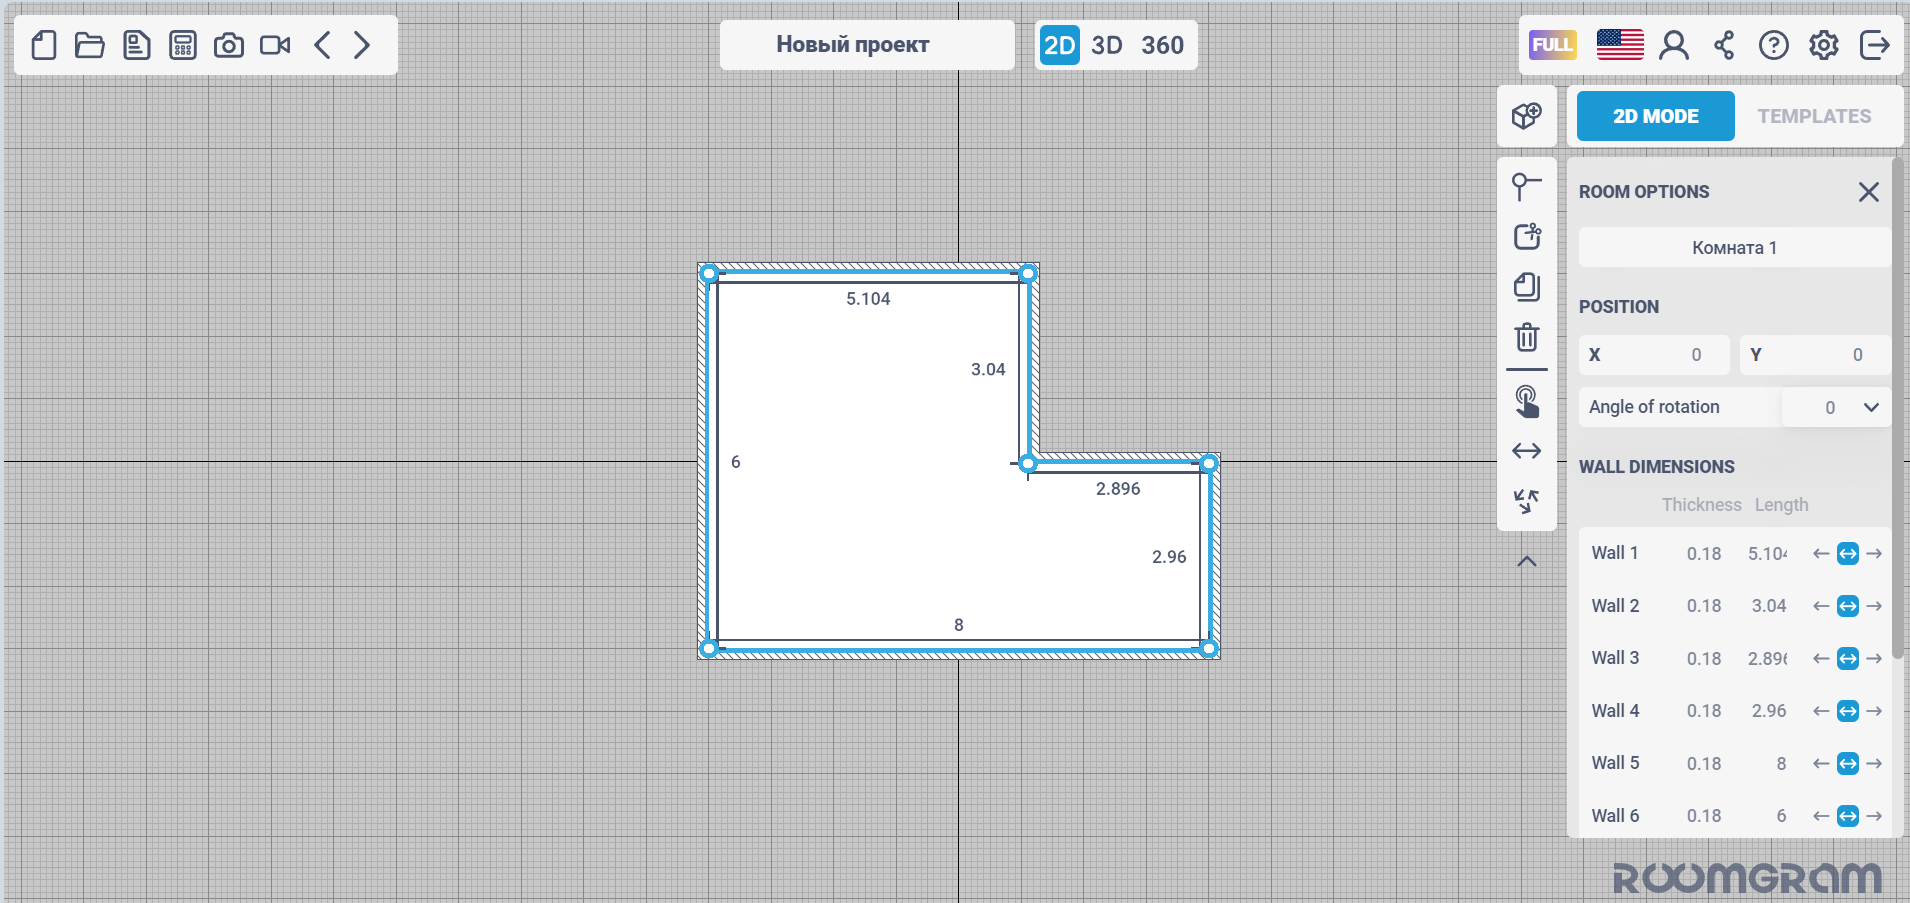 Новый проект
2D 3D 360
FULL
2D MODE TEMPLATES
ROOM OPTIONS
Комната 1
POSITION
X 0 Y 0
Angle of rotation 0
WALL DIMENSIONS
Thickness Length
Wall 1 0.18 5.104
Wall 2 0.18 3.04
Wall 3 0.18 2.896
Wall 4 0.18 2.96
Wall 5 0.18 8
Wall 6 0.18 6
5.104
3.04
6
2.896
2.96
8
ROOMGRAM